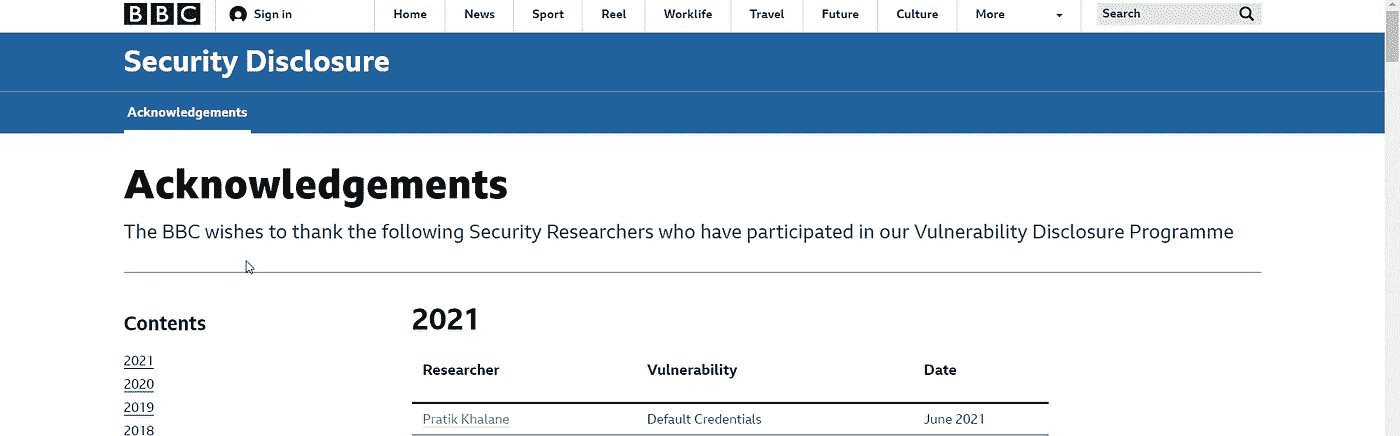 BBC Sign in Home News Sport Reel Worklife Travel Future Culture More Search
Security Disclosure
Acknowledgements
Acknowledgements
The BBC wishes to thank the following Security Researchers who have participated in our Vulnerability Disclosure Programme
Contents
2021
2020
2019
2018
2021
Researcher Vulnerability Date
Pratik Khalane Default Credentials June 2021